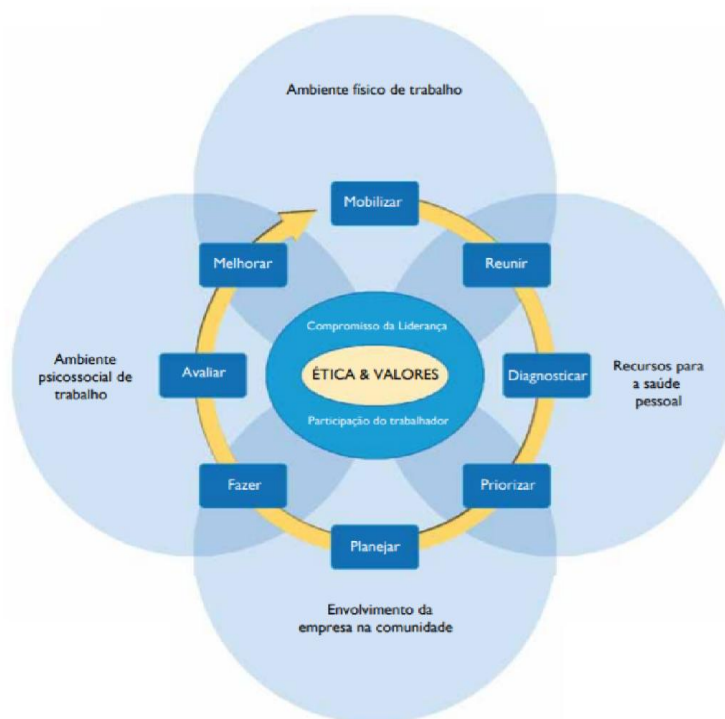 Ambiente físico de trabalho
Mobilizar
Melhorar
Reunir
Compromisso da Liderança
Ambiente
psicossocial de
trabalho
Avaliar
ÉTICA & VALORES
Diagnosticar
Recursos para
a saúde
pessoal
Participação do trabalhador
Fazer
Priorizar
Planejar
Envolvimento da
empresa na comunidade